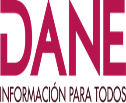 DANE
INFORMACIÓN PARA TODOS